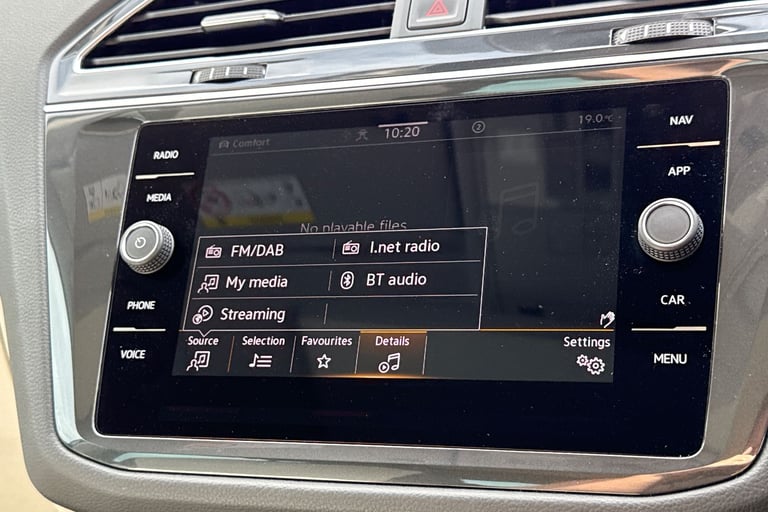 RADIO
MEDIA
PHONE
VOICE
Comfort
10:20
2
19.0°C
No playable files
FM/DAB
I.net radio
My media
BT audio
Streaming
Source
Selection
Favourites
Details
Settings
NAV
APP
CAR
MENU